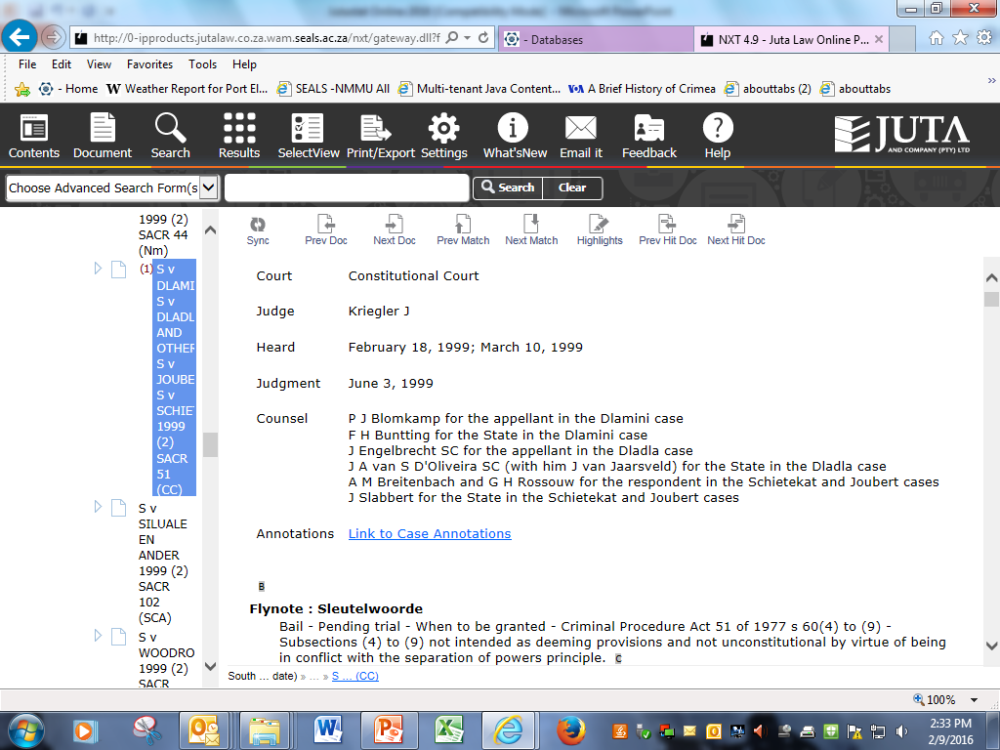 http://0-ipproducts.jutalaw.co.za.wam.seals.ac.za/nxt/gateway.dll?f
- Databases
NXT 4.9 - Juta Law Online P...
File Edit View Favorites Tools Help
- Home
Weather Report for Port El...
SEALS -NMMU All
Multi-tenant Java Content...
VOA A Brief History of Crimea
abouttabs (2)
abouttabs
Contents Document Search Results SelectView Print/Export Settings What'sNew Email it Feedback Help
JUTA
AND COMPANY (PTY) LTD
Choose Advanced Search Form(s
Search Clear
Sync Prev Doc Next Doc Prev Match Next Match Highlights Prev Hit Doc Next Hit Doc
1999 (2)
SACR 44
(Nm)
(1) S v
DLAMI
S v
DLADL
AND
OTHER
S v
JOUBE
S v
SCHIET
1999
(2)
SACR
51
(CC)
S v
SILUALE
EN
ANDER
1999 (2)
SACR
102
(SCA)
S v
WOODRO
1999 (2)
SACR
Court Constitutional Court
Judge Kriegler J
Heard February 18, 1999; March 10, 1999
Judgment June 3, 1999
Counsel P J Blomkamp for the appellant in the Dlamini case
F H Buntting for the State in the Dlamini case
J Engelbrecht SC for the appellant in the Dladla case
J A van S D'Oliveira SC (with him J van Jaarsveld) for the State in the Dladla case
A M Breitenbach and G H Rossouw for the respondent in the Schietekat and Joubert cases
J Slabbert for the State in the Schietekat and Joubert cases
Annotations Link to Case Annotations
B
Flynote : Sleutelwoorde
Bail - Pending trial - When to be granted - Criminal Procedure Act 51 of 1977 s 60(4) to (9) -
Subsections (4) to (9) not intended as deeming provisions and not unconstitutional by virtue of being
in conflict with the separation of powers principle. C
South ... date) » ... » S ... (CC)
100%
2:33 PM
2/9/2016